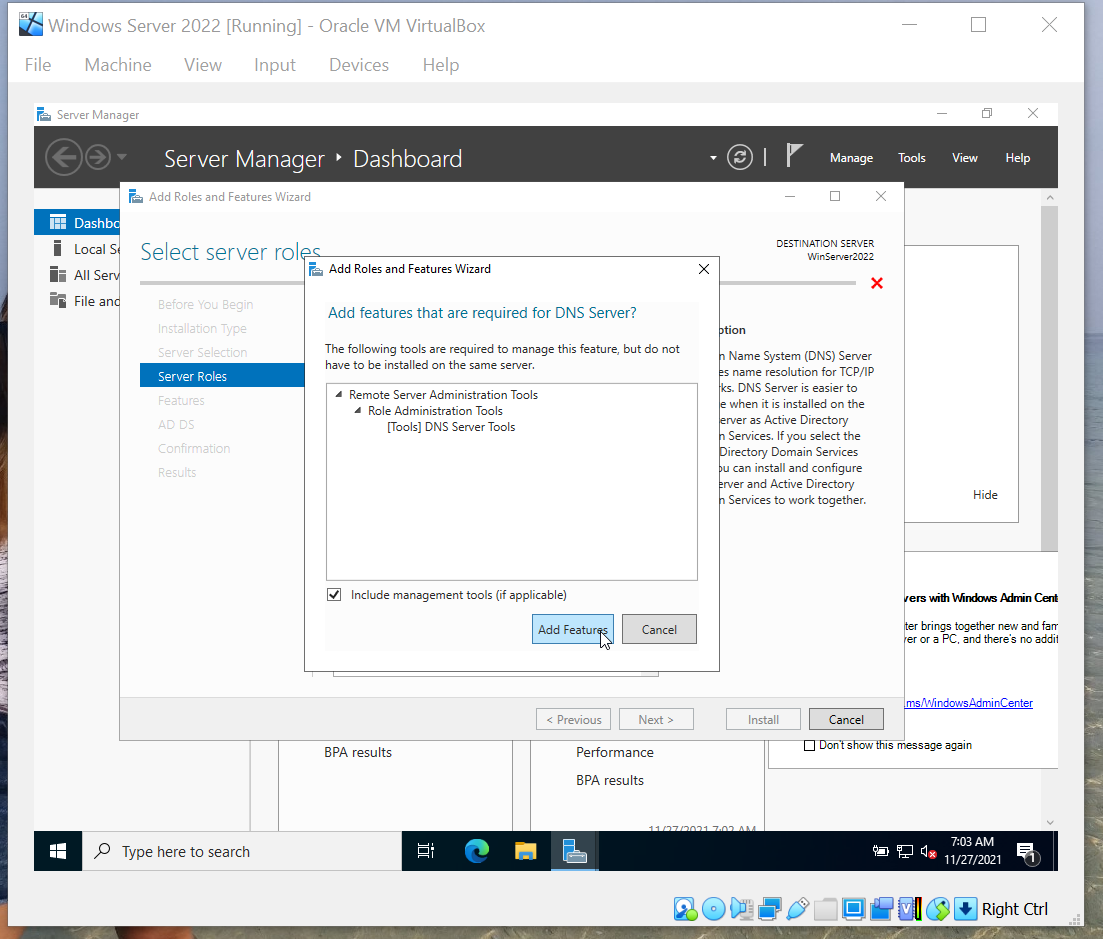 Windows Server 2022 [Running] - Oracle VM VirtualBox
File Machine View Input Devices Help
Server Manager
Server Manager Dashboard
Manage Tools View Help
Add Roles and Features Wizard
Dashbo
Local Se
All Serv
File and
Select server roles
DESTINATION SERVER
WinServer2022
Before You Begin
Installation Type
Server Selection
Server Roles
Features
AD DS
Confirmation
Results
Add Roles and Features Wizard
Add features that are required for DNS Server?
The following tools are required to manage this feature, but do not
have to be installed on the same server.
Remote Server Administration Tools
Role Administration Tools
[Tools] DNS Server Tools
Include management tools (if applicable)
Add Features Cancel
ption
n Name System (DNS) Server
es name resolution for TCP/IP
rks. DNS Server is easier to
e when it is installed on the
erver as Active Directory
n Services. If you select the
Directory Domain Services
ou can install and configure
erver and Active Directory
n Services to work together.
Hide
< Previous Next > Install Cancel
vers with Windows Admin Cent
ter brings together new and fam
ver or a PC, and there's no addit
.ms/WindowsAdminCenter
Don't show this message again
BPA results
Performance
BPA results
11/27/2021 7:02 AM
Type here to search
7:03 AM
11/27/2021
1
Right Ctrl